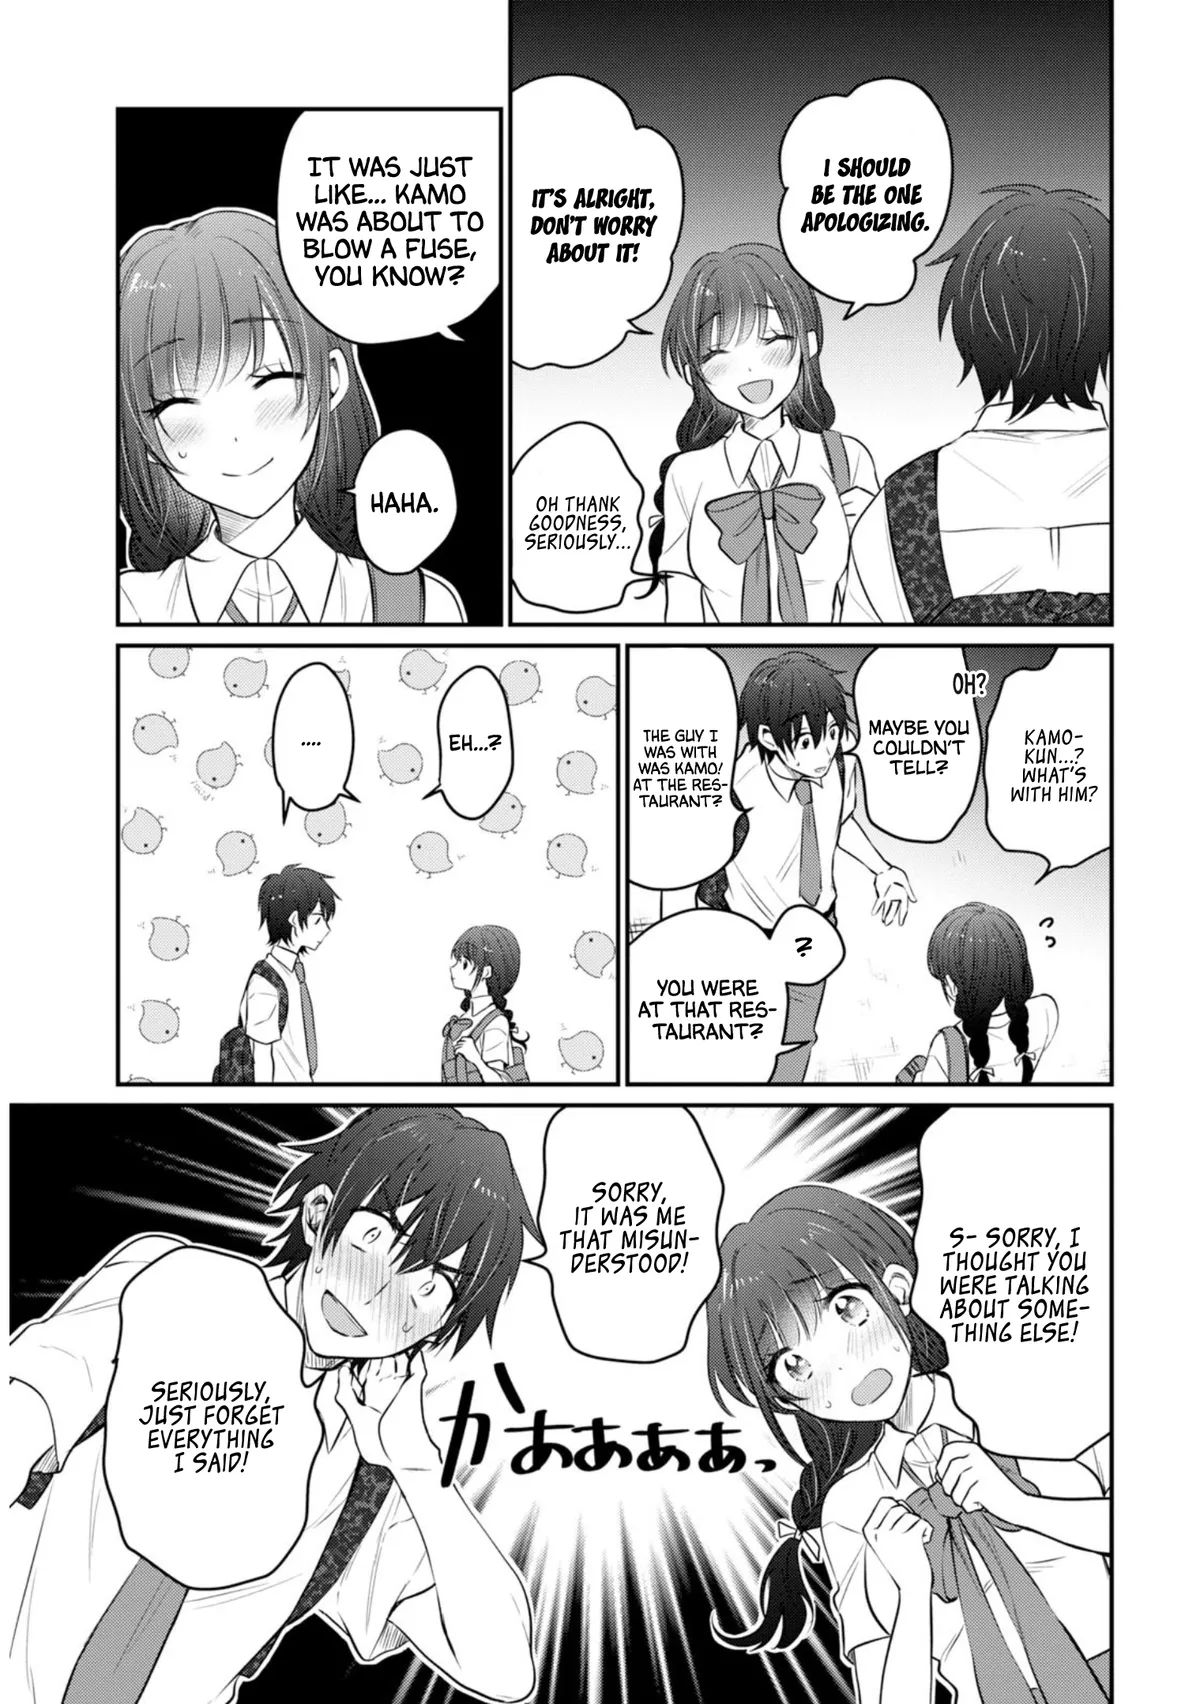 I SHOULD
BE THE ONE
APOLOGIZING.
IT'S ALRIGHT,
DON'T WORRY
ABOUT IT!
OH THANK
GOODNESS,
SERIOUSLY...
IT WAS JUST
LIKE... KAMO
WAS ABOUT TO
BLOW A FUSE,
YOU KNOW?
HAHA.
KAMO-
KUN...?
WHAT'S
WITH HIM?
OH?
MAYBE YOU
COULDN'T
TELL?
THE GUY I
WAS WITH
WAS KAMO!
AT THE RES-
TAURANT?
?
YOU WERE
AT THAT RES-
TAURANT?
EH...?
....
S- SORRY, I
THOUGHT YOU
WERE TALKING
ABOUT SOME-
THING ELSE!
SORRY,
IT WAS ME
THAT MISUN-
DERSTOOD!
かぁぁぁぁぁっ
SERIOUSLY,
JUST FORGET
EVERYTHING
I SAID!